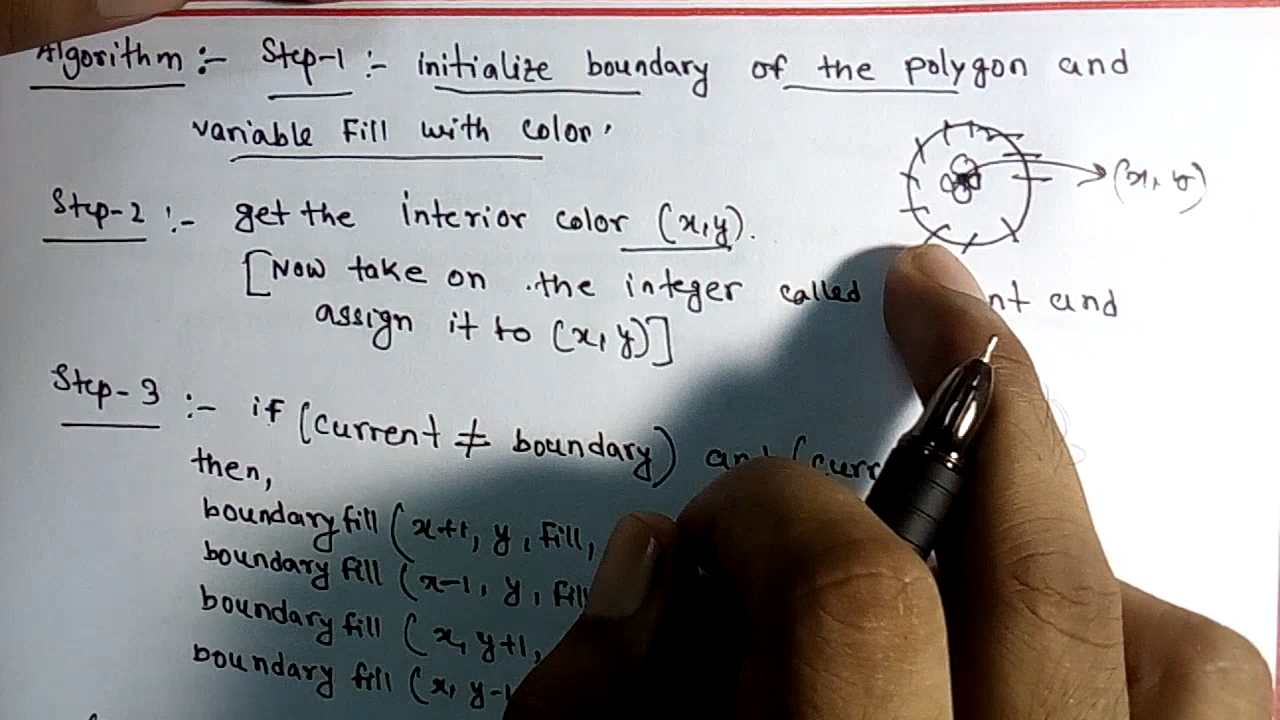 Algorithm :- Step-1 :- initialize boundary of the polygon and
variable Fill with color.
(x, y)
Step-2 :- get the interior color (x,y).
[Now take on the integer called nt and
assign it to (x, y)]
Step-3 :- if (current ≠ boundary) and (curr
then,
boundaryfill (x+1, y, Fill,
boundary fill (x-1, y, Fill
boundary fill (x, y+1,
boundary fill (x, y-1